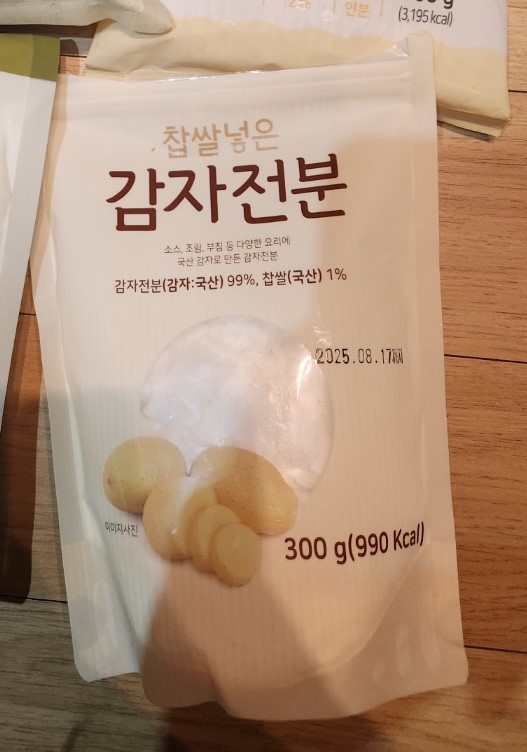 인분
(3,195 kcal)
찹쌀넣은
감자전분
소스, 조림, 부침 등 다양한 요리에
국산 감자로 만든 감자전분
감자전분(감자:국산) 99%, 찹쌀(국산) 1%
2025.08.17까지
이미지사진
300 g(990 Kcal)